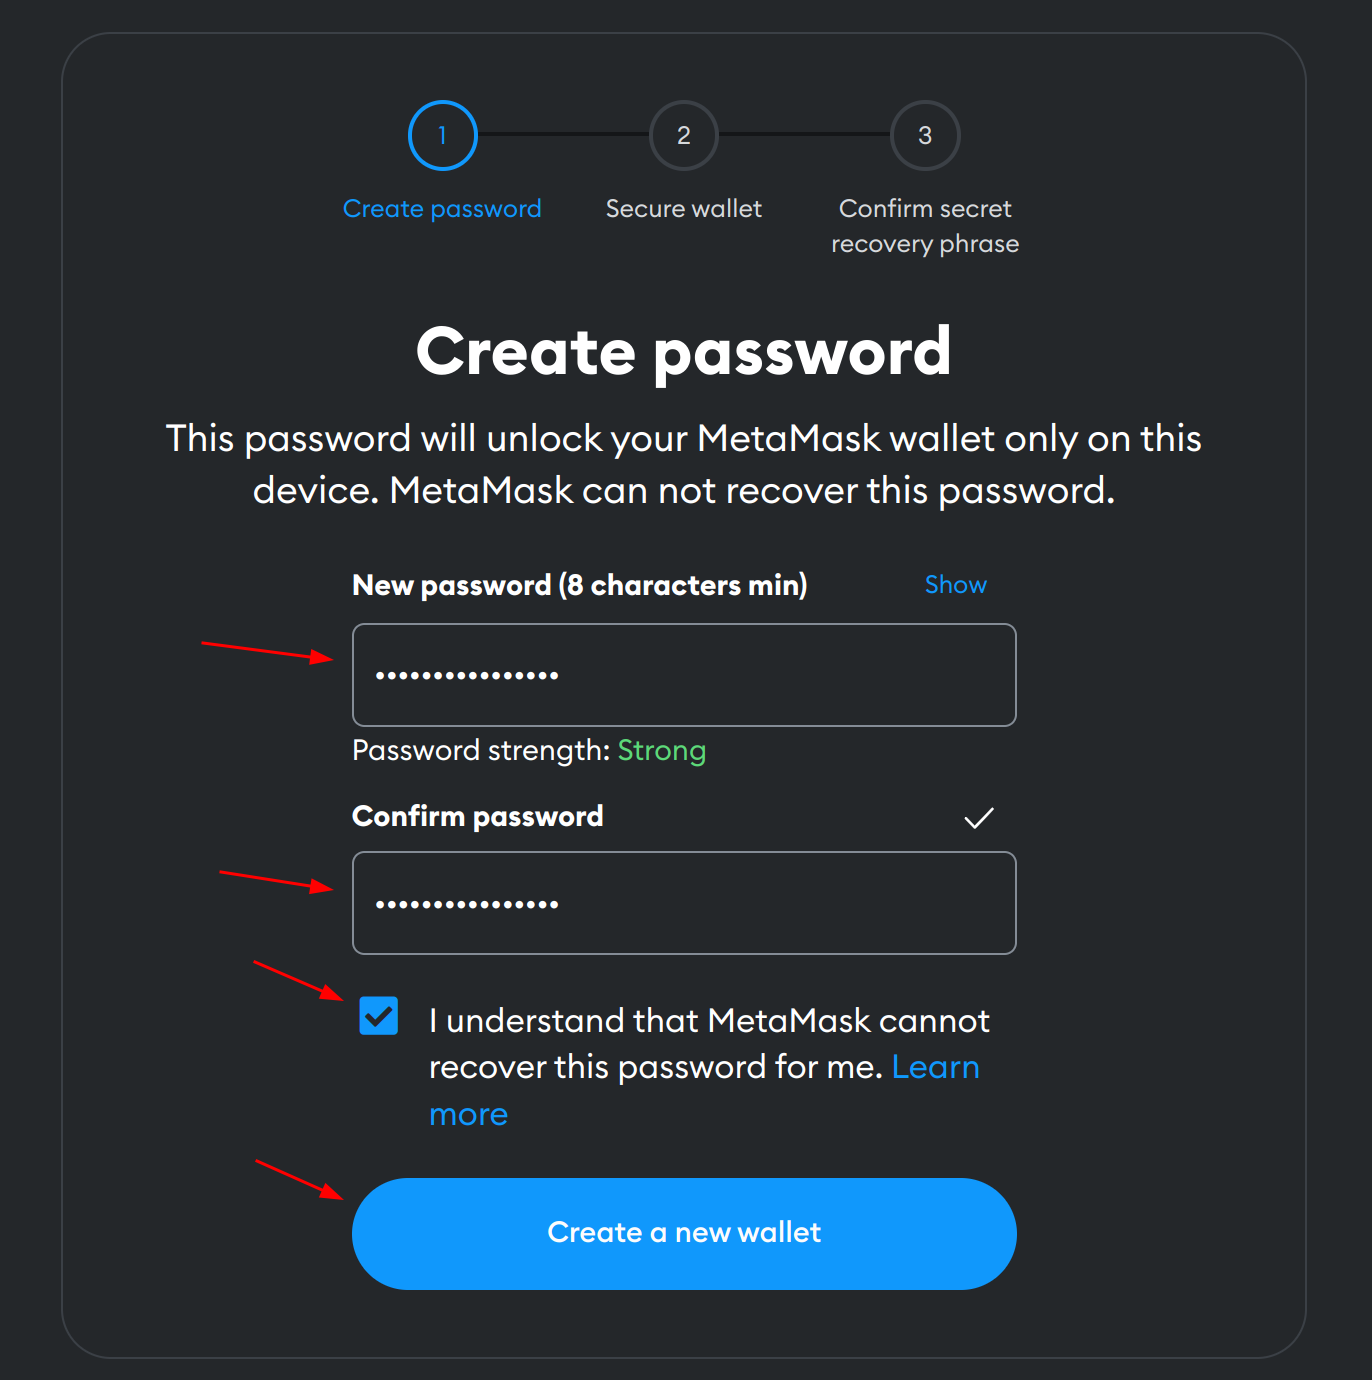 1
2
3
Create password
Secure wallet
Confirm secret
recovery phrase
Create password
This password will unlock your MetaMask wallet only on this
device. MetaMask can not recover this password.
New password (8 characters min)
Show
••••••••••••••••
Password strength: Strong
Confirm password
••••••••••••••••
I understand that MetaMask cannot
recover this password for me. Learn
more
Create a new wallet